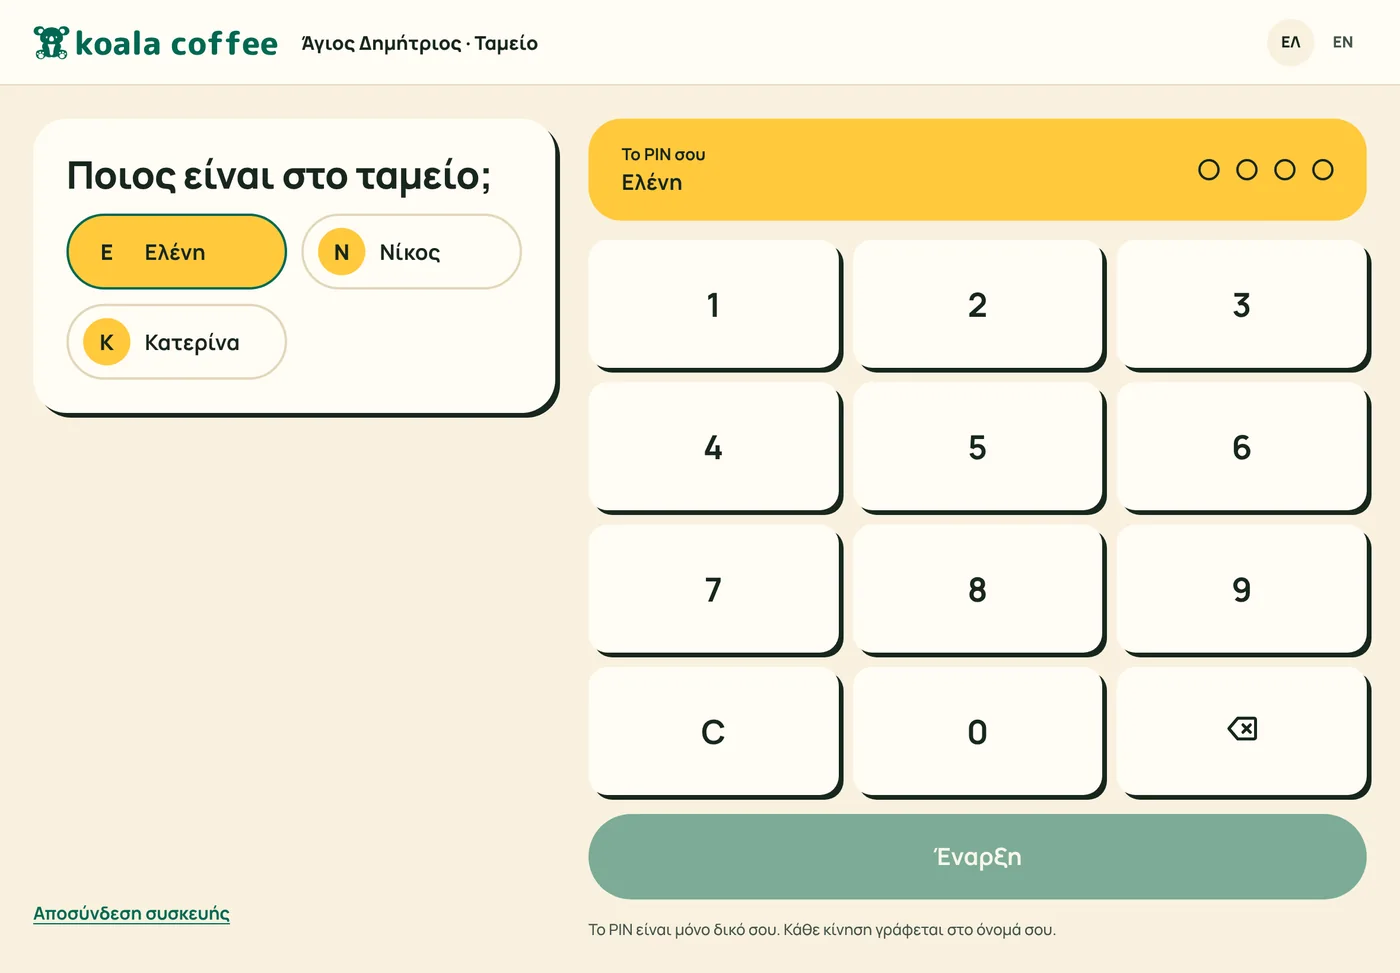 koala coffee
Άγιος Δημήτριος · Ταμείο
ΕΛ
EN
Ποιος είναι στο ταμείο;
Ε Ελένη
Ν Νίκος
Κ Κατερίνα
Αποσύνδεση συσκευής
Το PIN σου
Ελένη
1 2 3
4 5 6
7 8 9
C 0
Έναρξη
Το PIN είναι μόνο δικό σου. Κάθε κίνηση γράφεται στο όνομά σου.